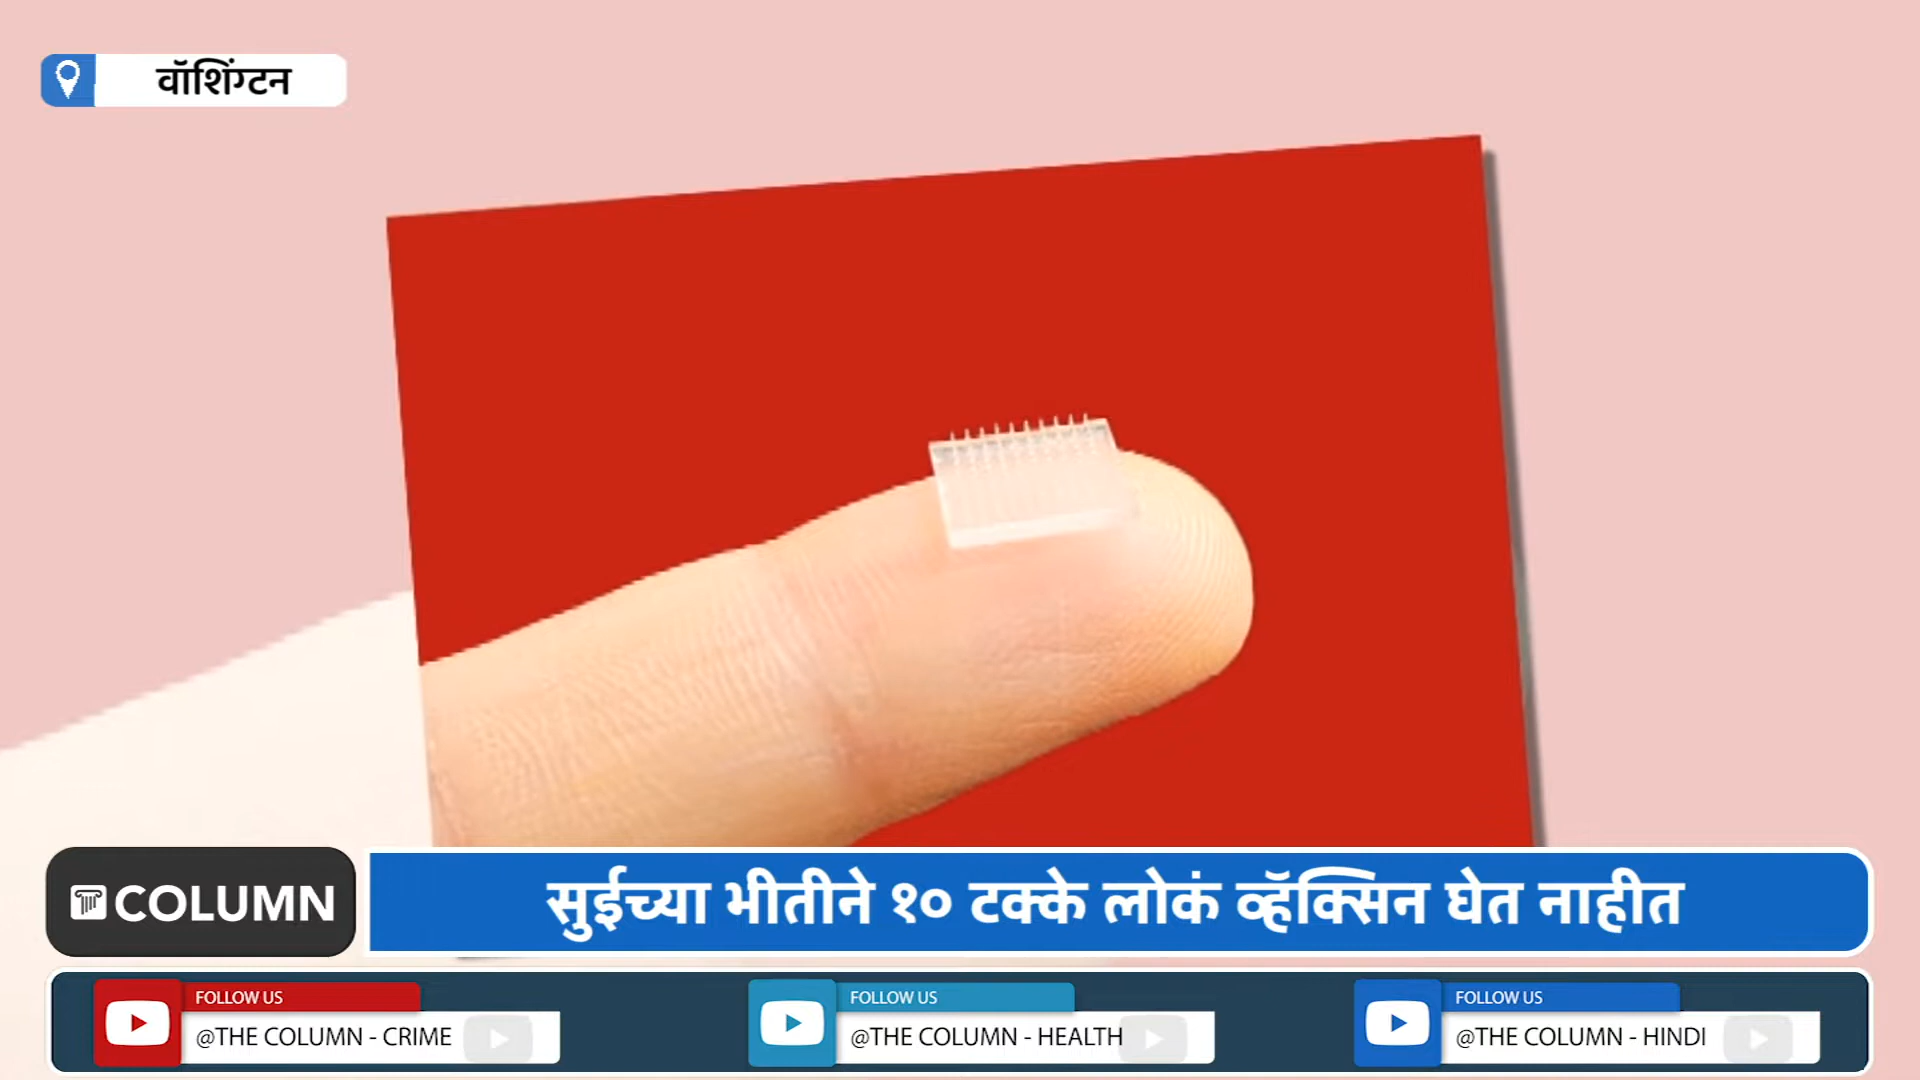 वॉशिंग्टन
COLUMN
सुईच्या भीतीने १० टक्के लोकं व्हॅक्सिन घेत नाहीत
FOLLOW US
@THE COLUMN - CRIME
FOLLOW US
@THE COLUMN - HEALTH
FOLLOW US
@THE COLUMN - HINDI